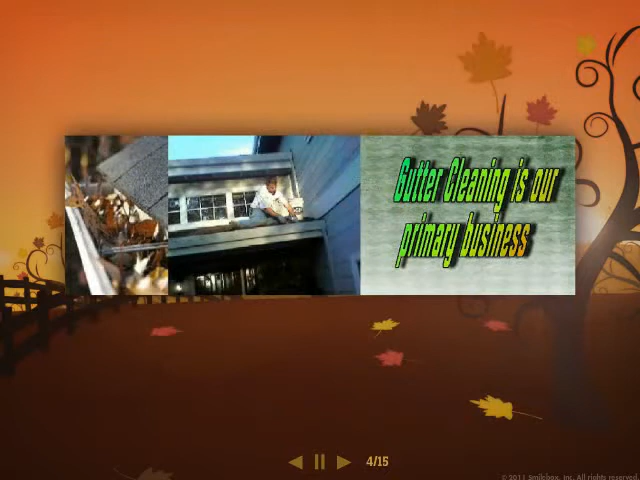 Gutter Cleaning is our
primary business
4/15
© 2011 Smilebox, Inc. All rights reserved